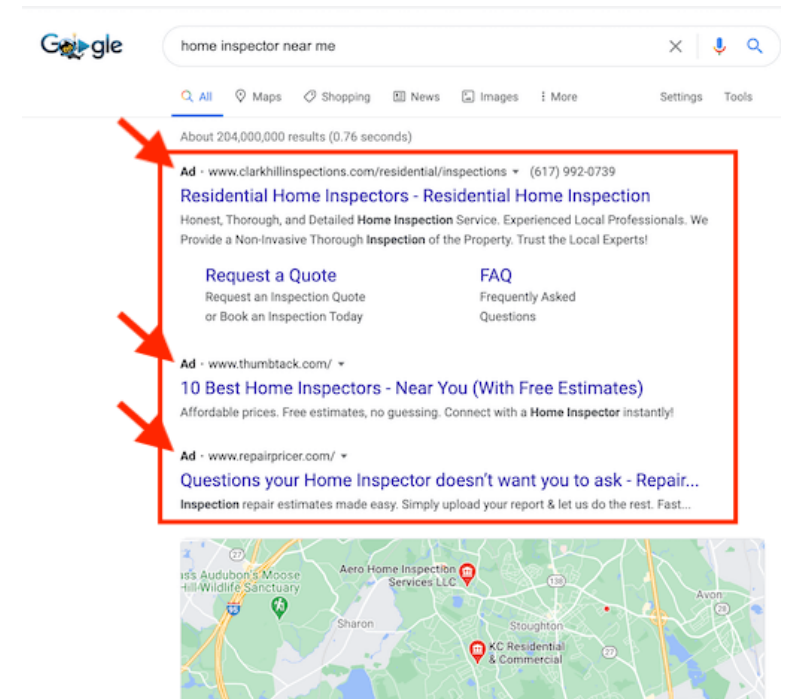 Google
home inspector near me
All Maps Shopping News Images More Settings Tools
About 204,000,000 results (0.76 seconds)
Ad · www.clarkhillinspections.com/residential/inspections (617) 992-0739
Residential Home Inspectors - Residential Home Inspection
Honest, Thorough, and Detailed Home Inspection Service. Experienced Local Professionals. We
Provide a Non-Invasive Thorough Inspection of the Property. Trust the Local Experts!
Request a Quote
Request an Inspection Quote
or Book an Inspection Today
FAQ
Frequently Asked
Questions
Ad · www.thumbtack.com/
10 Best Home Inspectors - Near You (With Free Estimates)
Affordable prices. Free estimates, no guessing. Connect with a Home Inspector instantly!
Ad · www.repairpricer.com/
Questions your Home Inspector doesn't want you to ask - Repair...
Inspection repair estimates made easy. Simply upload your report & let us do the rest. Fast...
27
ass Audubon's Moose
Hill Wildlife Sanctuary
95
Aero Home Inspection
Services LLC
138
Avon
28
Sharon
Stoughton
KC Residential
& Commercial
27